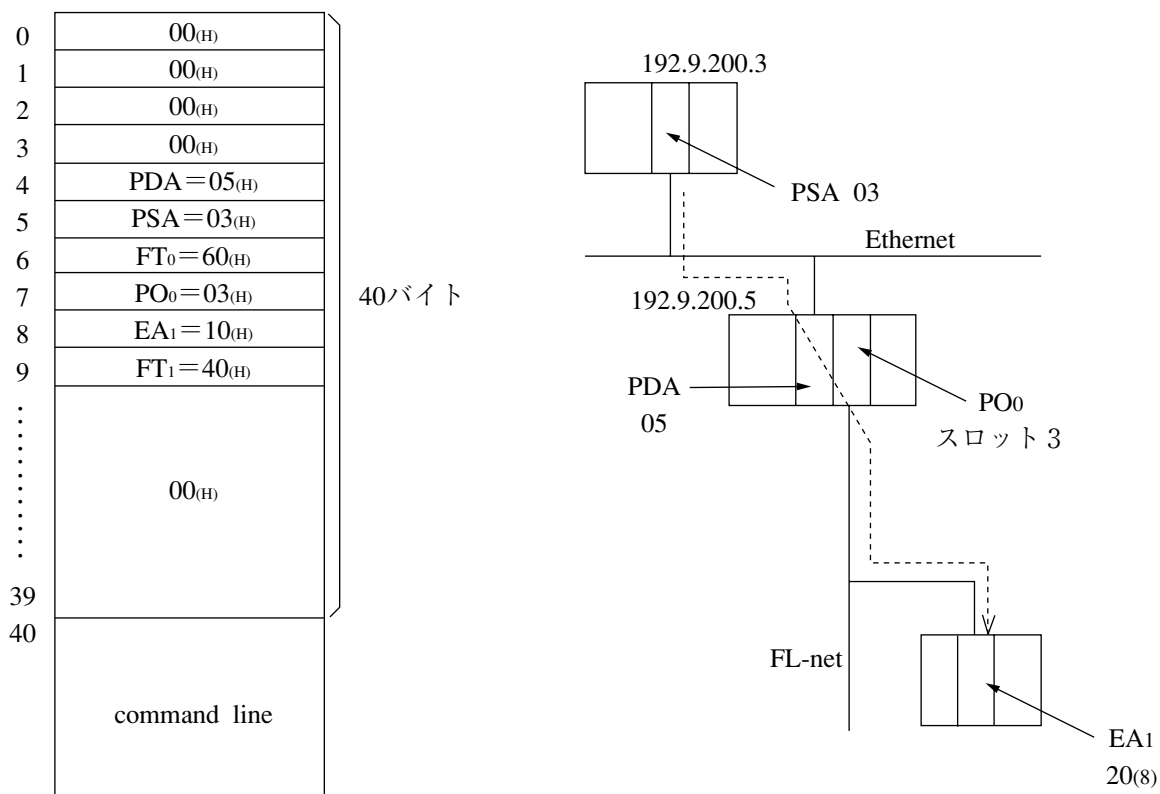 0 00(H)
1 00(H)
2 00(H)
3 00(H)
4 PDA＝05(H)
5 PSA＝03(H)
6 FT0＝60(H)
7 PO0＝03(H)
8 EA1＝10(H)
9 FT1＝40(H)
00(H)
39
40
command line
40バイト
192.9.200.3
PSA 03
Ethernet
192.9.200.5
PDA
05
PO0
スロット3
FL-net
EA1
20(8)